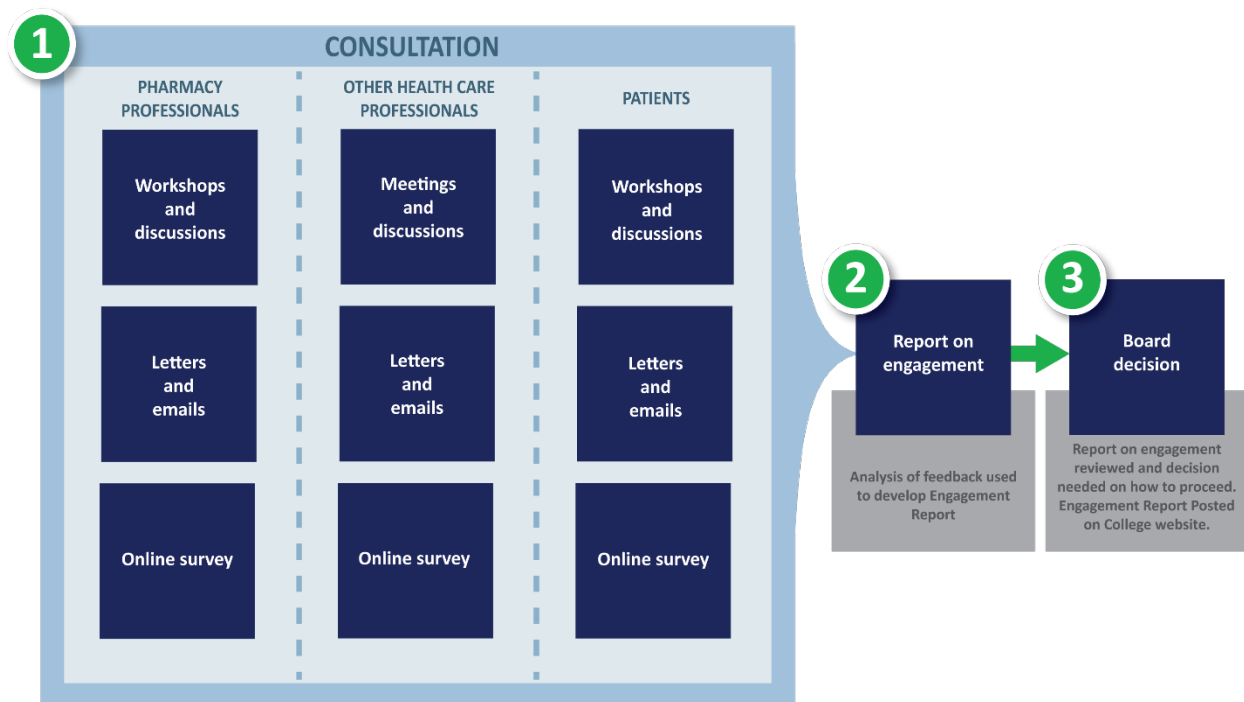 1
CONSULTATION
PHARMACY
PROFESSIONALS
Workshops
and
discussions
Letters
and
emails
Online survey
OTHER HEALTH CARE
PROFESSIONALS
Meetings
and
discussions
Letters
and
emails
Online survey
PATIENTS
Workshops
and
discussions
Letters
and
emails
Online survey
2
Report on
engagement
Analysis of feedback used
to develop Engagement
Report
3
Board
decision
Report on engagement
reviewed and decision
needed on how to proceed.
Engagement Report Posted
on College website.